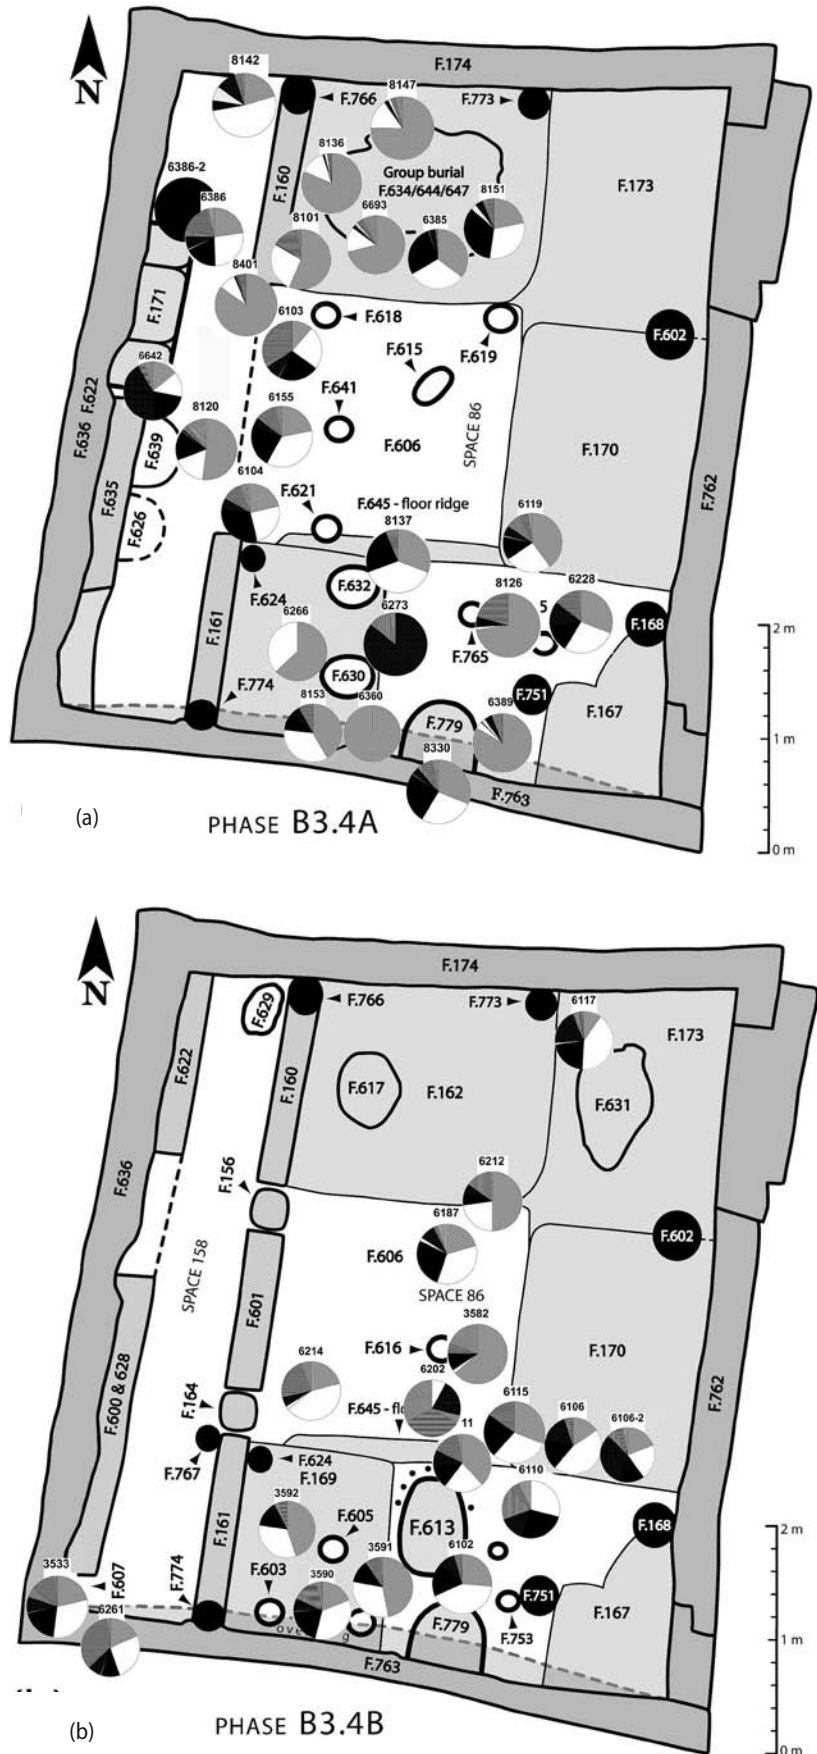 F.174
8142
8147
N
F.766
F.773
8136
6386-2
Group burial
F.634/644/647
F.173
6386
F.160
8151
8101
6693
6385
8401
F.171
6103
F.618
F.602
F.615
F.619
6642
F.622
F.641
6155
SPACE 86
8120
F.606
F.170
F.636
F.639
6104
F.762
F.635
F.621
F.645 - floor ridge
F.626
8137
6119
F.624
F.632
8126
6228
2 m
6266
6273
5
F.168
F.161
F.765
F.630
F.774
F.751
8153
6360
6389
F.779
F.167
1 m
8330
F.763
(a)
PHASE B3.4A
0 m
F.174
N
F.629
F.766
F.773
6117
F.173
F.622
F.160
F.617
F.162
F.631
F.636
F.156
6212
6187
F.602
SPACE 158
F.606
SPACE 86
F.601
3582
F.616
F.170
6214
6202
F.762
F.600 & 628
F.164
F.645 - flo
6115
6106
6106-2
11
F.767
F.624
F.169
6110
3592
F.168
F.605
F.613
2 m
F.161
3591
6102
3533
F.607
F.774
F.603
3590
F.751
6261
F.779
F.753
F.167
ove
g
1 m
F.763
(b)
PHASE B3.4B
0 m